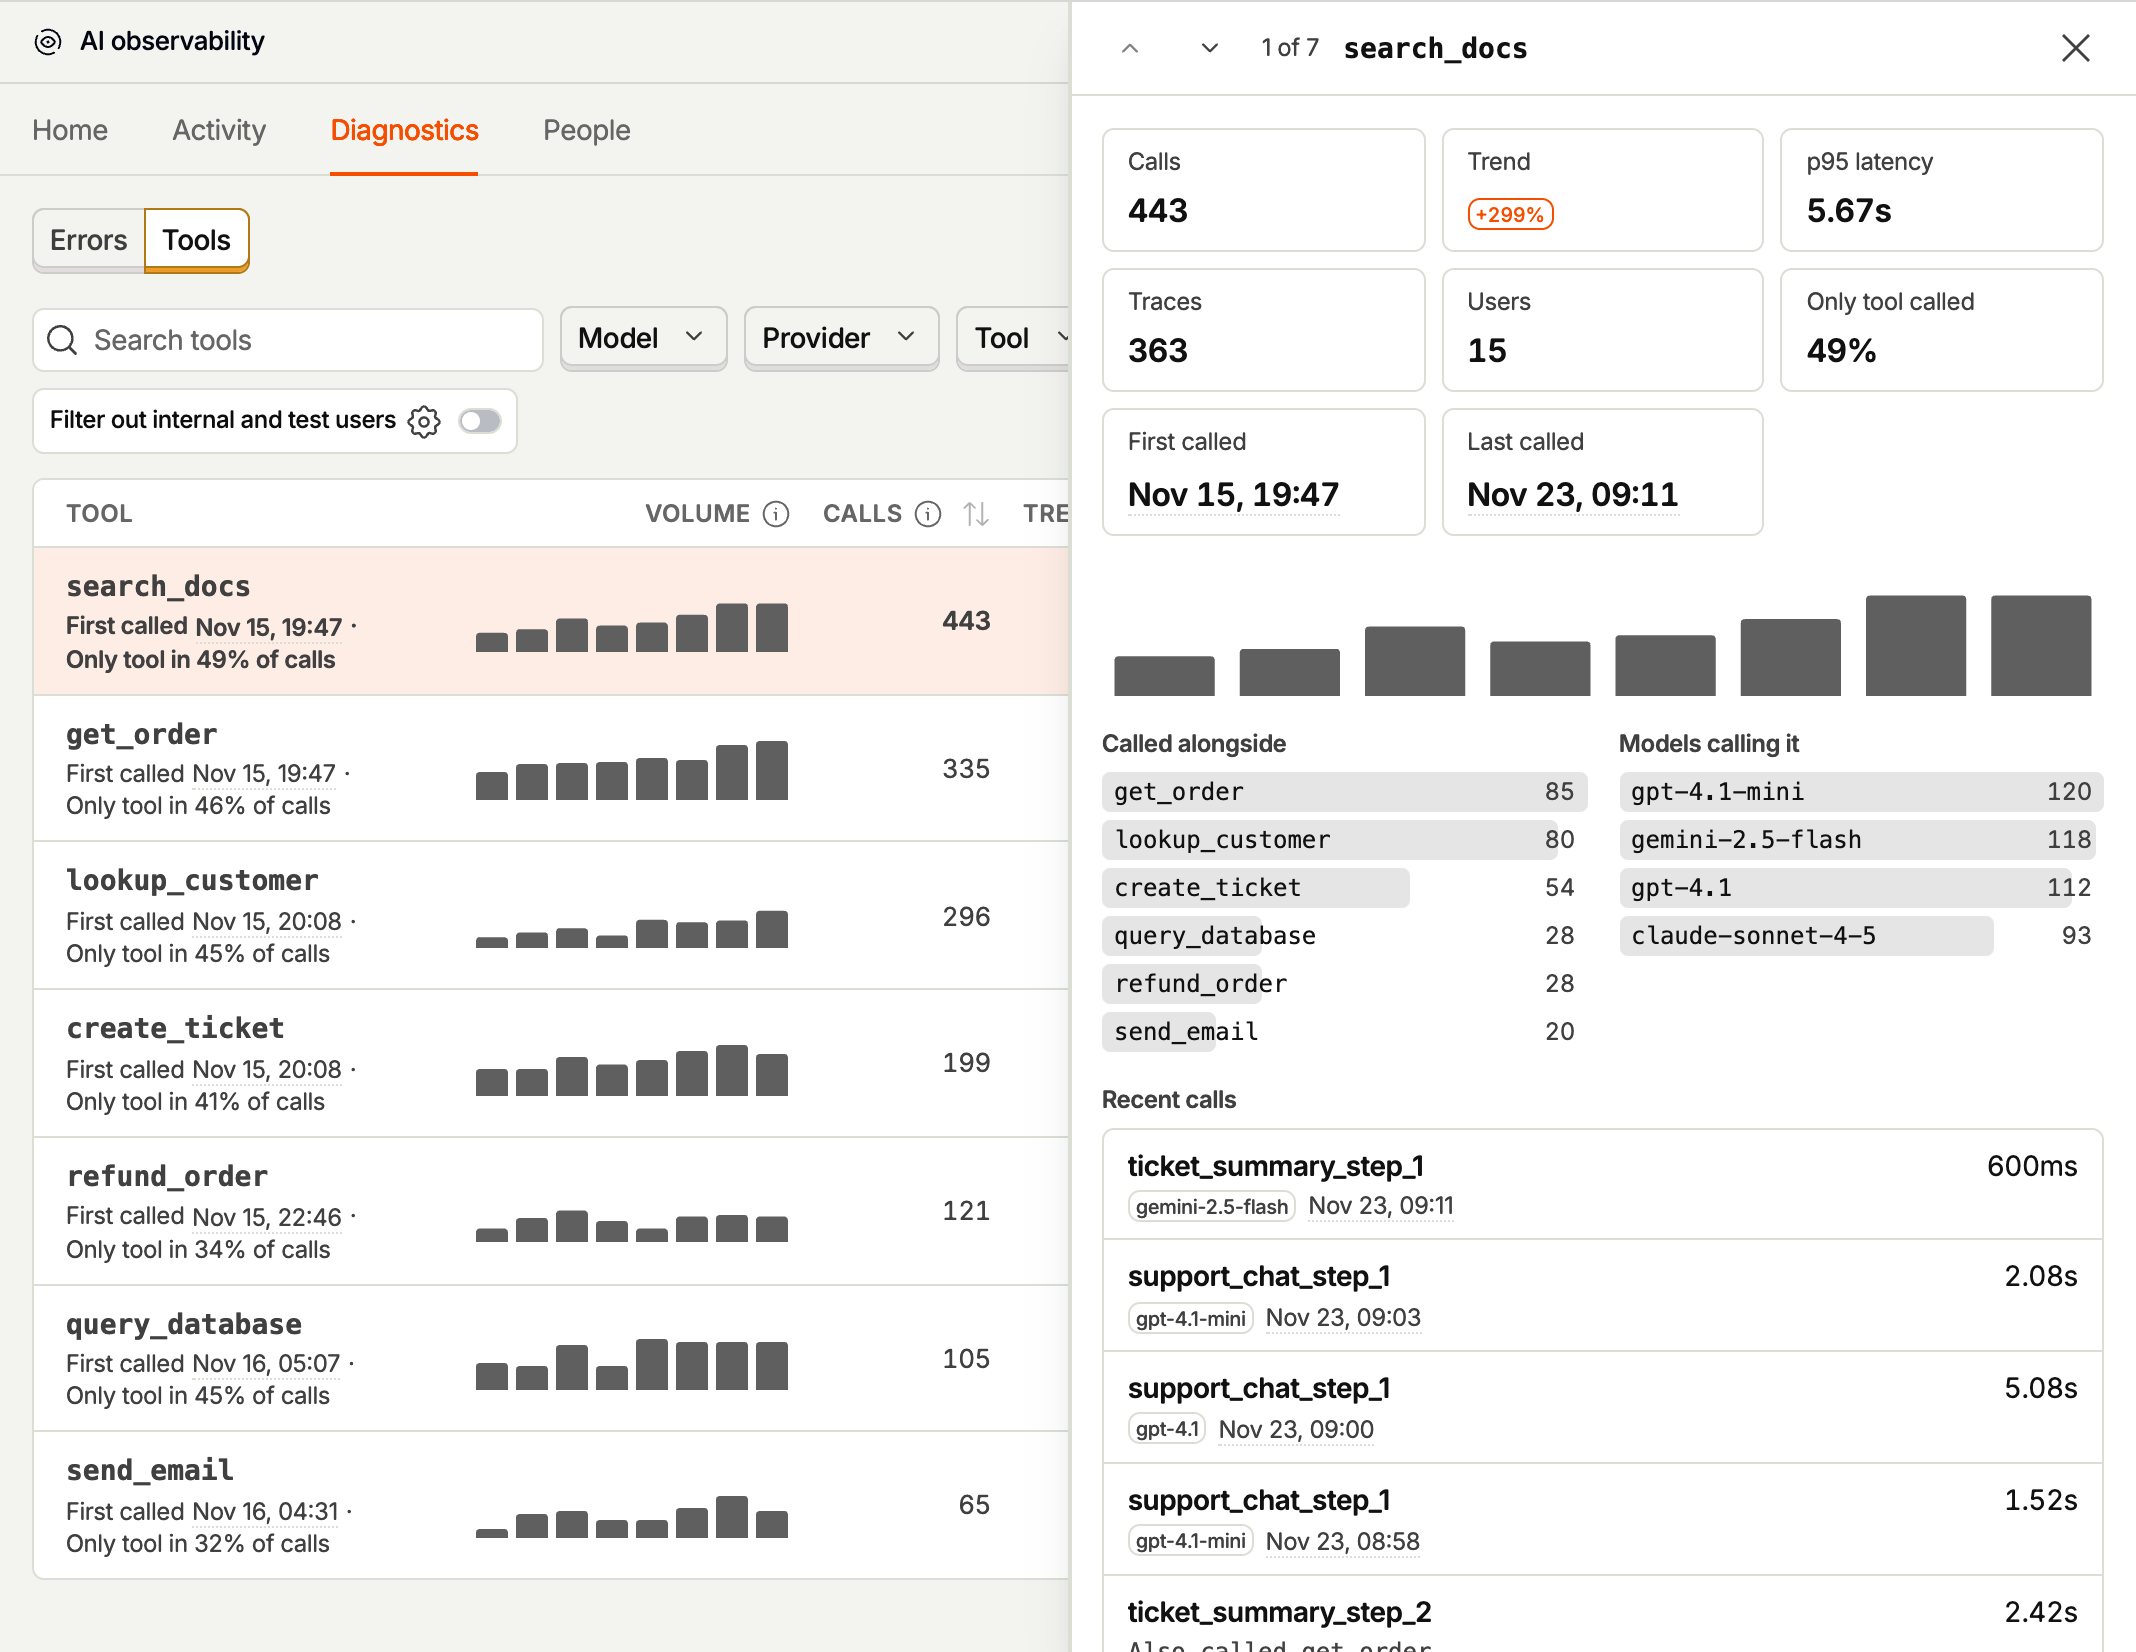 AI observability
Home
Activity
Diagnostics
People
Errors
Tools
Search tools
Model
Provider
Tool
Filter out internal and test users
TOOL
VOLUME
CALLS
TRE
search_docs
First called Nov 15, 19:47 ·
Only tool in 49% of calls
443
get_order
First called Nov 15, 19:47 ·
Only tool in 46% of calls
335
lookup_customer
First called Nov 15, 20:08 ·
Only tool in 45% of calls
296
create_ticket
First called Nov 15, 20:08 ·
Only tool in 41% of calls
199
refund_order
First called Nov 15, 22:46 ·
Only tool in 34% of calls
121
query_database
First called Nov 16, 05:07 ·
Only tool in 45% of calls
105
send_email
First called Nov 16, 04:31 ·
Only tool in 32% of calls
65
1 of 7 search_docs
Calls
443
Trend
+299%
p95 latency
5.67s
Traces
363
Users
15
Only tool called
49%
First called
Nov 15, 19:47
Last called
Nov 23, 09:11
Called alongside
get_order 85
lookup_customer 80
create_ticket 54
query_database 28
refund_order 28
send_email 20
Models calling it
gpt-4.1-mini 120
gemini-2.5-flash 118
gpt-4.1 112
claude-sonnet-4-5 93
Recent calls
ticket_summary_step_1 600ms
gemini-2.5-flash Nov 23, 09:11
support_chat_step_1 2.08s
gpt-4.1-mini Nov 23, 09:03
support_chat_step_1 5.08s
gpt-4.1 Nov 23, 09:00
support_chat_step_1 1.52s
gpt-4.1-mini Nov 23, 08:58
ticket_summary_step_2 2.42s
Also called get_order